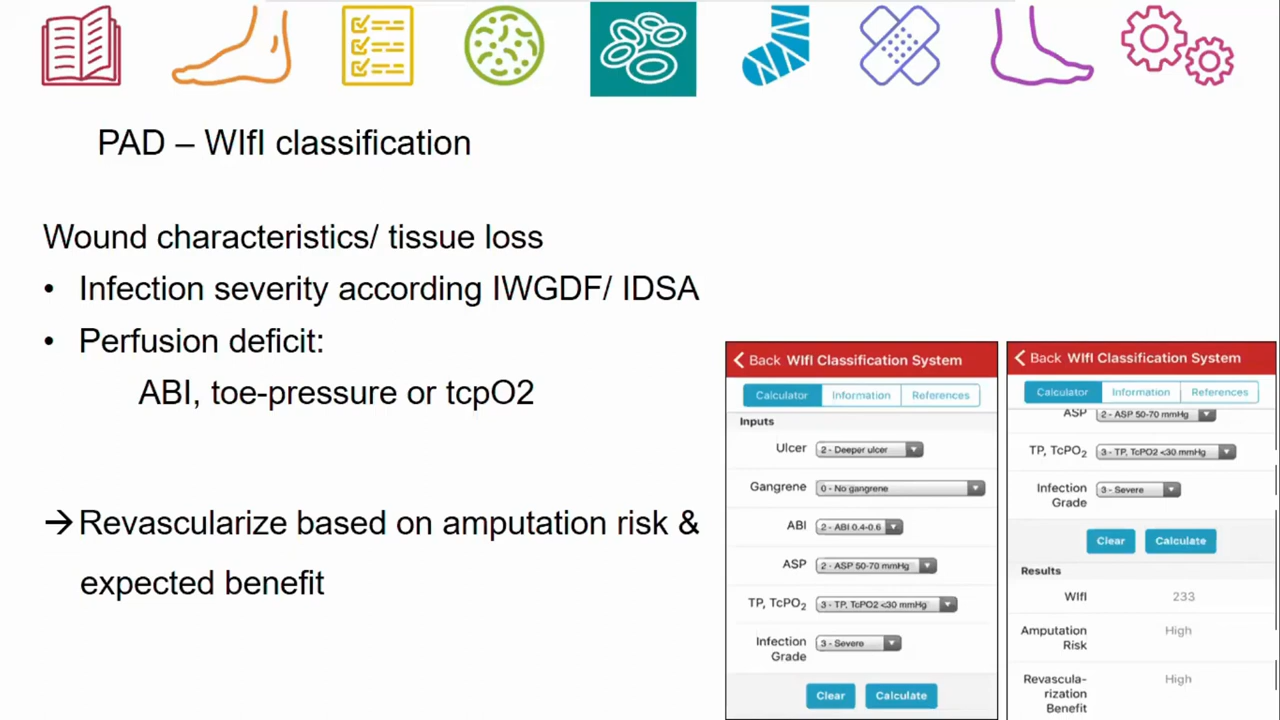 PAD – WIfI classification
Wound characteristics/ tissue loss
• Infection severity according IWGDF/ IDSA
• Perfusion deficit:
ABI, toe-pressure or tcpO2
→ Revascularize based on amputation risk &
expected benefit
Back WIfI Classification System
Calculator Information References
Inputs
Ulcer 2 - Deeper ulcer
Gangrene 0 - No gangrene
ABI 2 - ABI 0.4-0.6
ASP 2 - ASP 50-70 mmHg
TP, TcPO2 3 - TP, TcPO2 <30 mmHg
Infection
Grade 3 - Severe
Clear Calculate
Back WIfI Classification System
Calculator Information References
ASP 2 - ASP 50-70 mmHg
TP, TcPO2 3 - TP, TcPO2 <30 mmHg
Infection
Grade 3 - Severe
Clear Calculate
Results
WIfI 233
Amputation
Risk High
Revascula-
rization
Benefit High